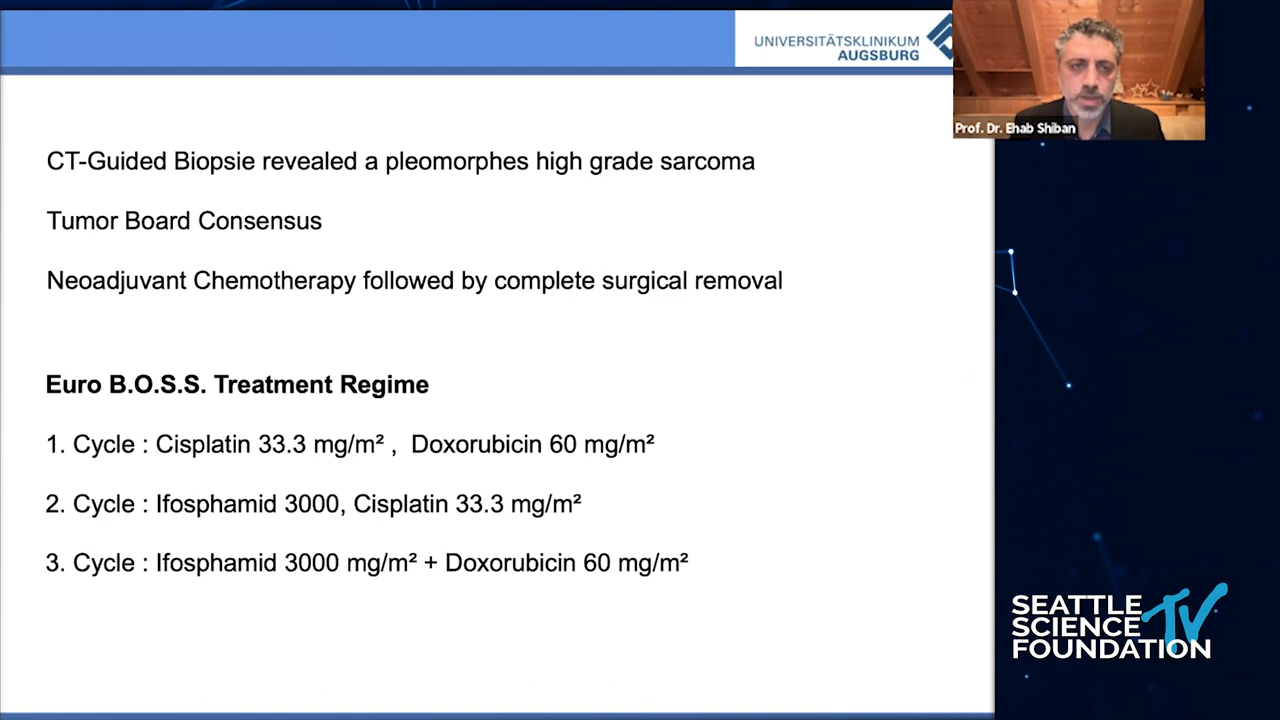 UNIVERSITÄTSKLINIKUM
AUGSBURG
Prof. Dr. Ehab Shiban
CT-Guided Biopsie revealed a pleomorphes high grade sarcoma
Tumor Board Consensus
Neoadjuvant Chemotherapy followed by complete surgical removal
Euro B.O.S.S. Treatment Regime
1. Cycle : Cisplatin 33.3 mg/m² , Doxorubicin 60 mg/m²
2. Cycle : Ifosphamid 3000, Cisplatin 33.3 mg/m²
3. Cycle : Ifosphamid 3000 mg/m² + Doxorubicin 60 mg/m²
SEATTLE
SCIENCE TV
FOUNDATION